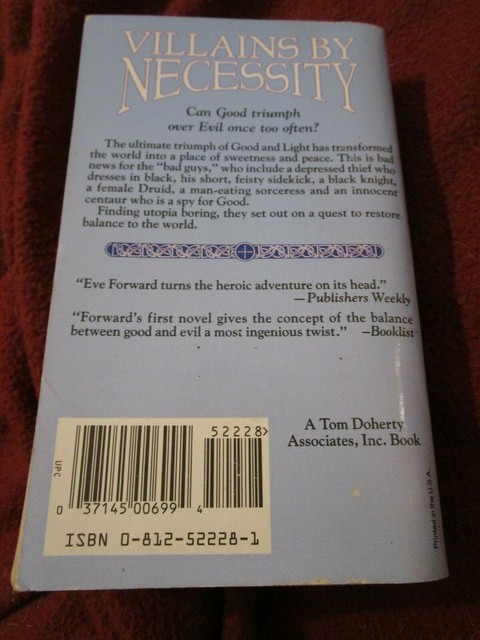 VILLAINS BY
NECESSITY
Can Good triumph
over Evil once too often?
The ultimate triumph of Good and Light has transformed
the world into a place of sweetness and peace. This is bad
news for the "bad guys," who include a depressed thief who
dresses in black, his short, feisty sidekick, a black knight,
a female Druid, a man-eating sorceress and an innocent
centaur who is a spy for Good.
Finding utopia boring, they set out on a quest to restore
balance to the world.
"Eve Forward turns the heroic adventure on its head."
—Publishers Weekly
"Forward's first novel gives the concept of the balance
between good and evil a most ingenious twist." —Booklist
A Tom Doherty
Associates, Inc. Book
52228>
UPC
0 37145 00699 4
ISBN 0-812-52228-1
Printed in the U.S.A.